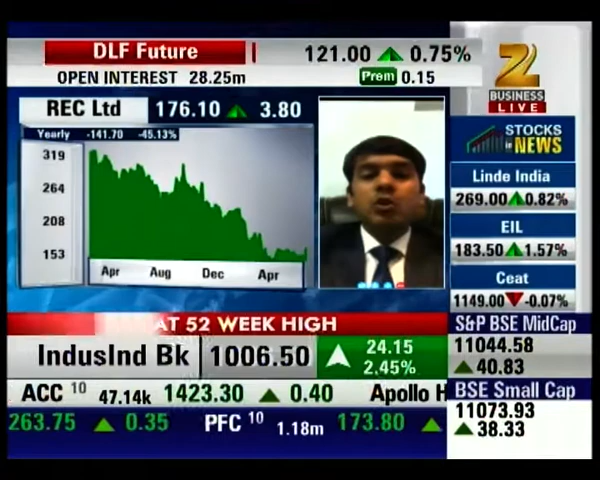 DLF Future
121.00 0.75%
OPEN INTEREST 28.25m
Prem 0.15
Z
BUSINESS
LIVE
REC Ltd 176.10 3.80
Yearly -141.70 -45.13%
319
264
208
153
Apr Aug Dec Apr
STOCKS
in NEWS
Linde India
269.00 0.82%
EIL
183.50 1.57%
Ceat
1149.00 -0.07%
AT 52 WEEK HIGH
IndusInd Bk 1006.50
24.15
2.45%
S&P BSE MidCap
11044.58
40.83
BSE Small Cap
11073.93
38.33
ACC 10 47.14k 1423.30 0.40 Apollo H
263.75 0.35 PFC 10 1.18m 173.80